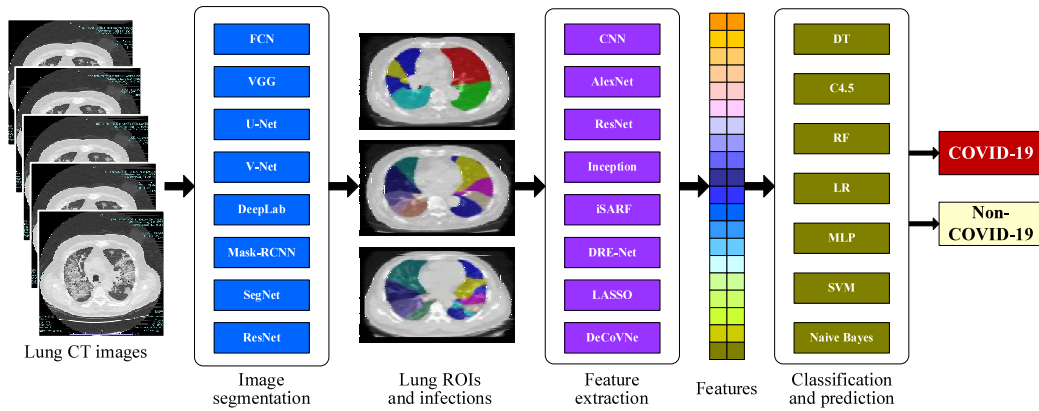 Lung CT images
FCN
VGG
U-Net
V-Net
DeepLab
Mask-RCNN
SegNet
ResNet
Image
segmentation
Lung ROIs
and infections
CNN
AlexNet
ResNet
Inception
iSARF
DRE-Net
LASSO
DeCoVNe
Feature
extraction
Features
DT
C4.5
RF
LR
MLP
SVM
Naive Bayes
Classification
and prediction
COVID-19
Non-
COVID-19